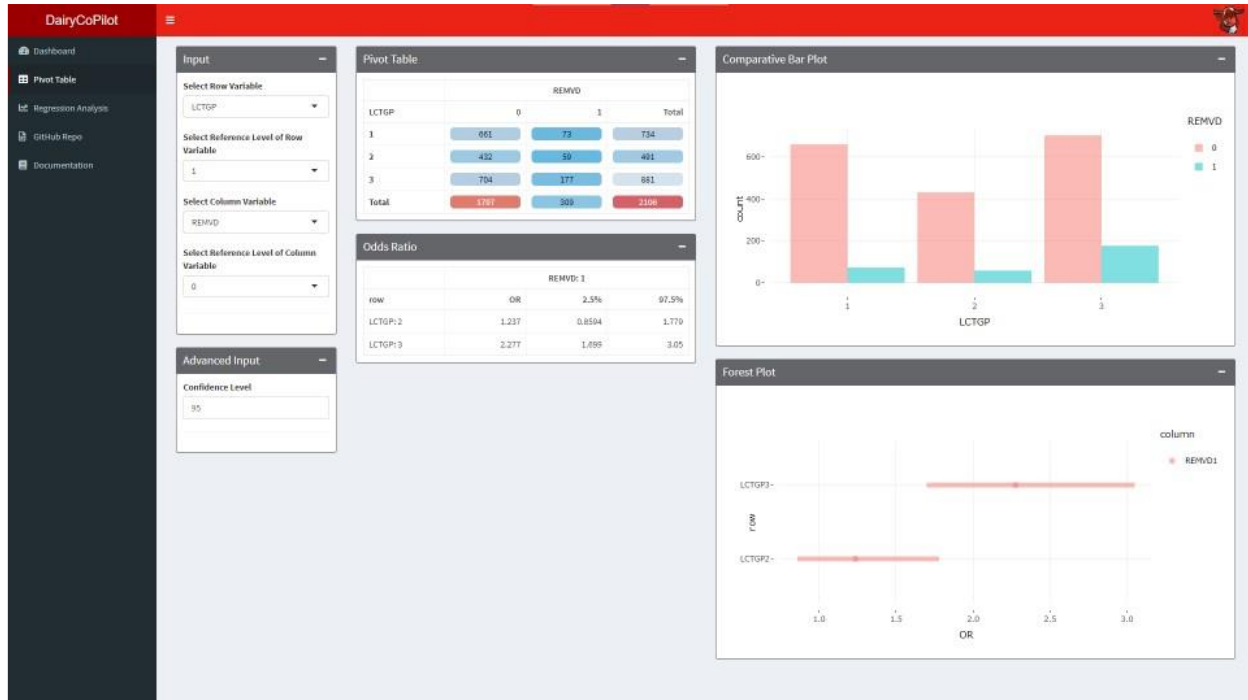 DairyCoPilot
Dashboard
Pivot Table
Regression Analysis
GitHub Repo
Documentation
Input
Select Row Variable
LCTGP
Select Reference Level of Row
Variable
1
Select Column Variable
REMVD
Select Reference Level of Column
Variable
0
Advanced Input
Confidence Level
95
Pivot Table
REMVD
LCTGP 0 1 Total
1 661 73 734
2 432 59 491
3 704 177 881
Total 1797 309 2106
Odds Ratio
REMVD: 1
row OR 2.5% 97.5%
LCTGP: 2 1.237 0.8594 1.779
LCTGP: 3 2.277 1.699 3.05
Comparative Bar Plot
REMVD
0
1
600
400
200
0
count
1 2 3
LCTGP
Forest Plot
column
REMVD1
LCTGP3
LCTGP2
row
1.0 1.5 2.0 2.5 3.0
OR